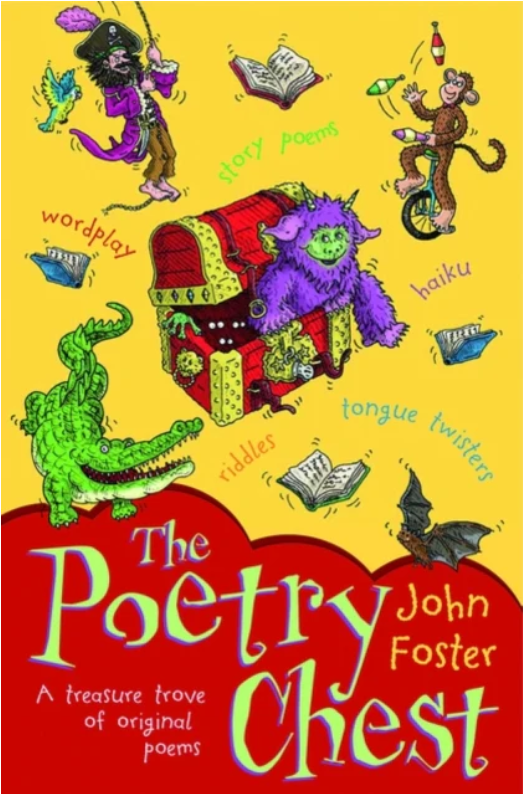 story poems
wordplay
haiku
tongue twisters
riddles
The
Poetry
Chest
John
Foster
A treasure trove
of original
poems